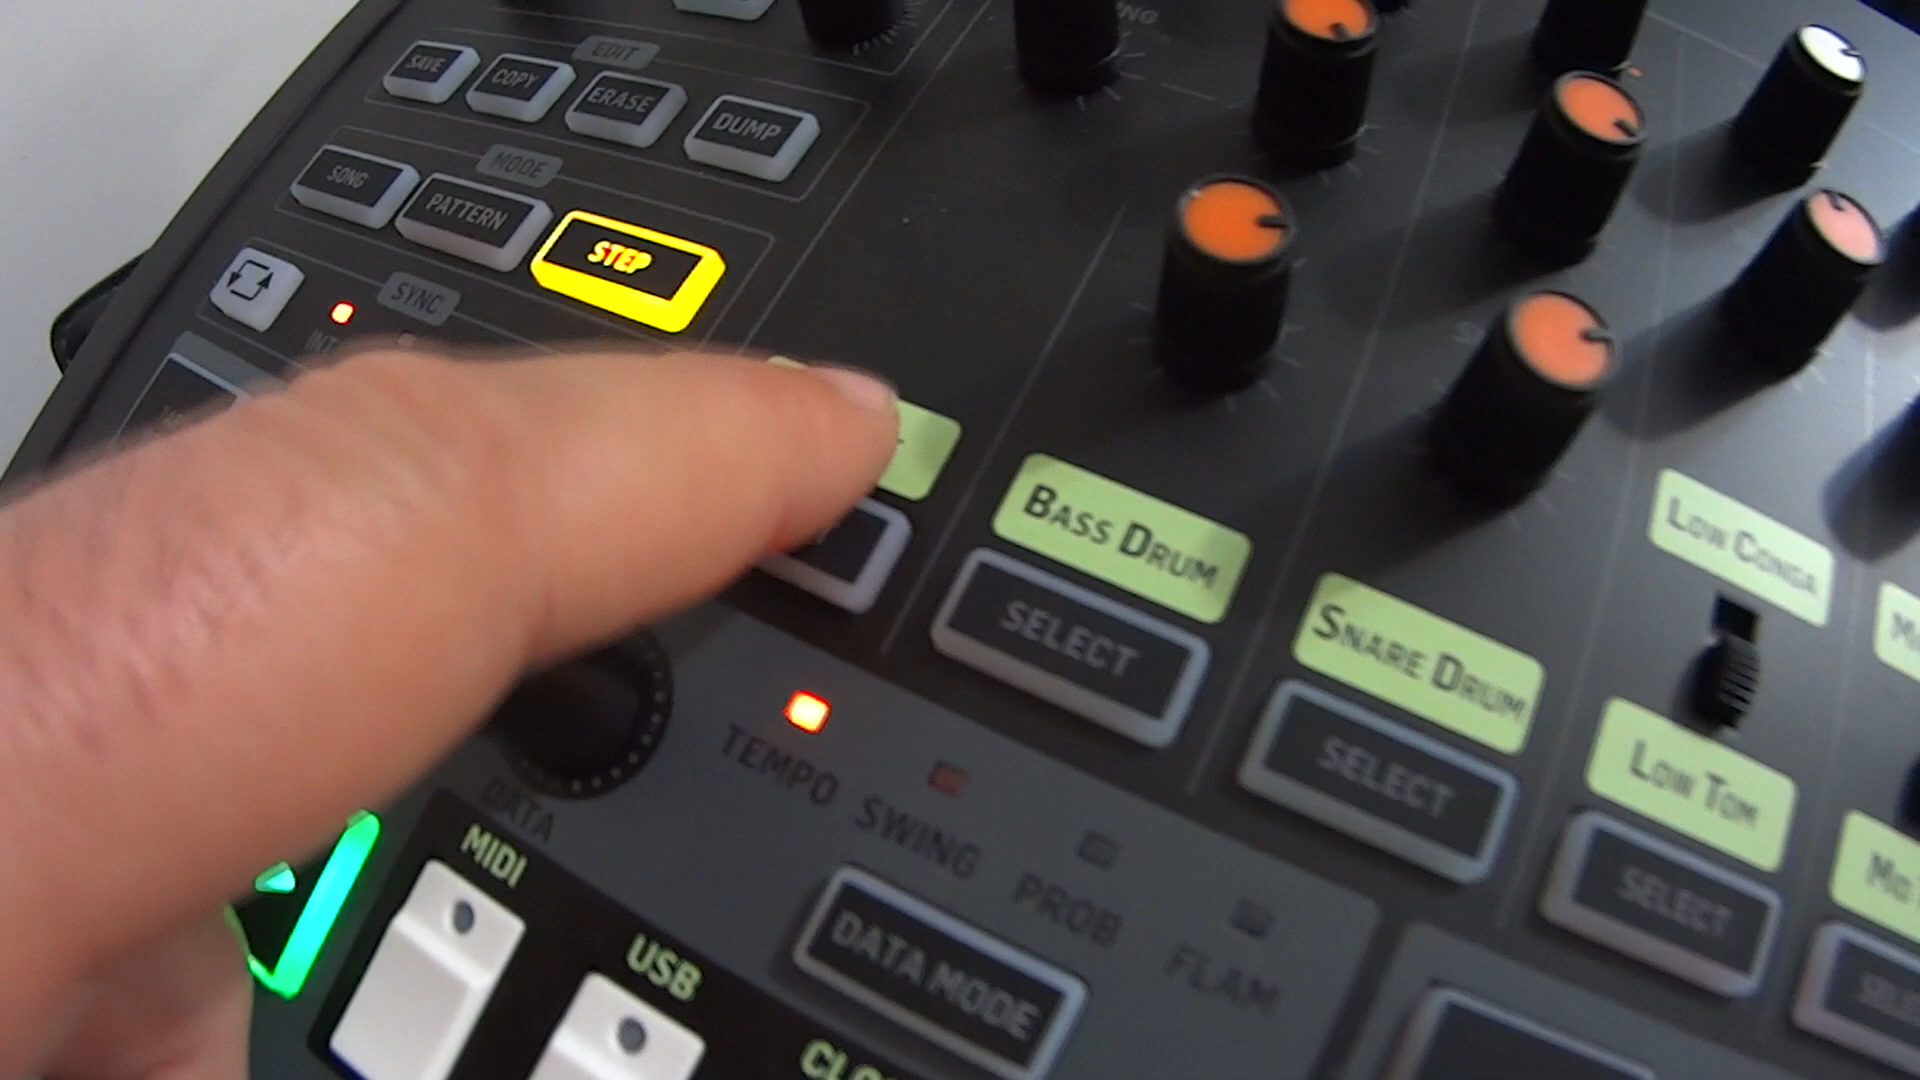 EDIT
SAVE
COPY
ERASE
DUMP
MODE
SONG
PATTERN
STEP
SYNC
INT
BASS DRUM
SELECT
SNARE DRUM
SELECT
LOW CONGA
LOW TOM
SELECT
TEMPO
SWING
PROB
FLAM
DATA
DATA MODE
MIDI
USB